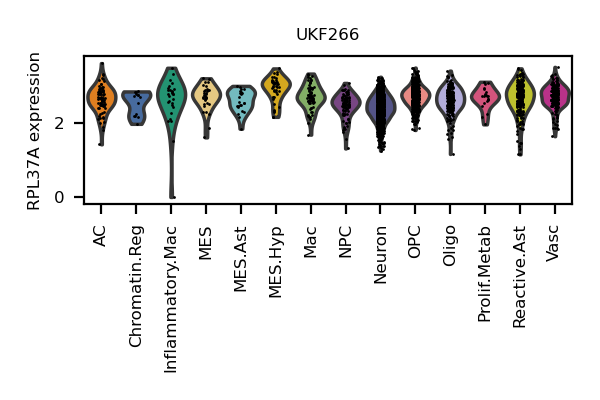 UKF266
RPL37A expression
2
0
AC
Chromatin.Reg
Inflammatory.Mac
MES
MES.Ast
MES.Hyp
Mac
NPC
Neuron
OPC
Oligo
Prolif.Metab
Reactive.Ast
Vasc